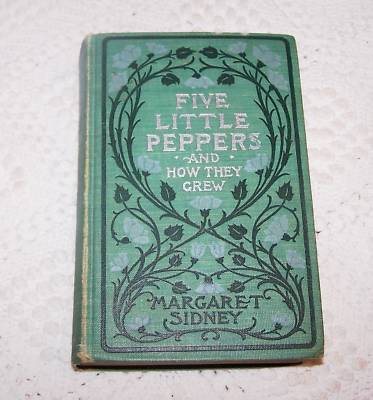 FIVE
LITTLE
PEPPERS
·AND·
HOW THEY
GREW
MARGARET
SIDNEY